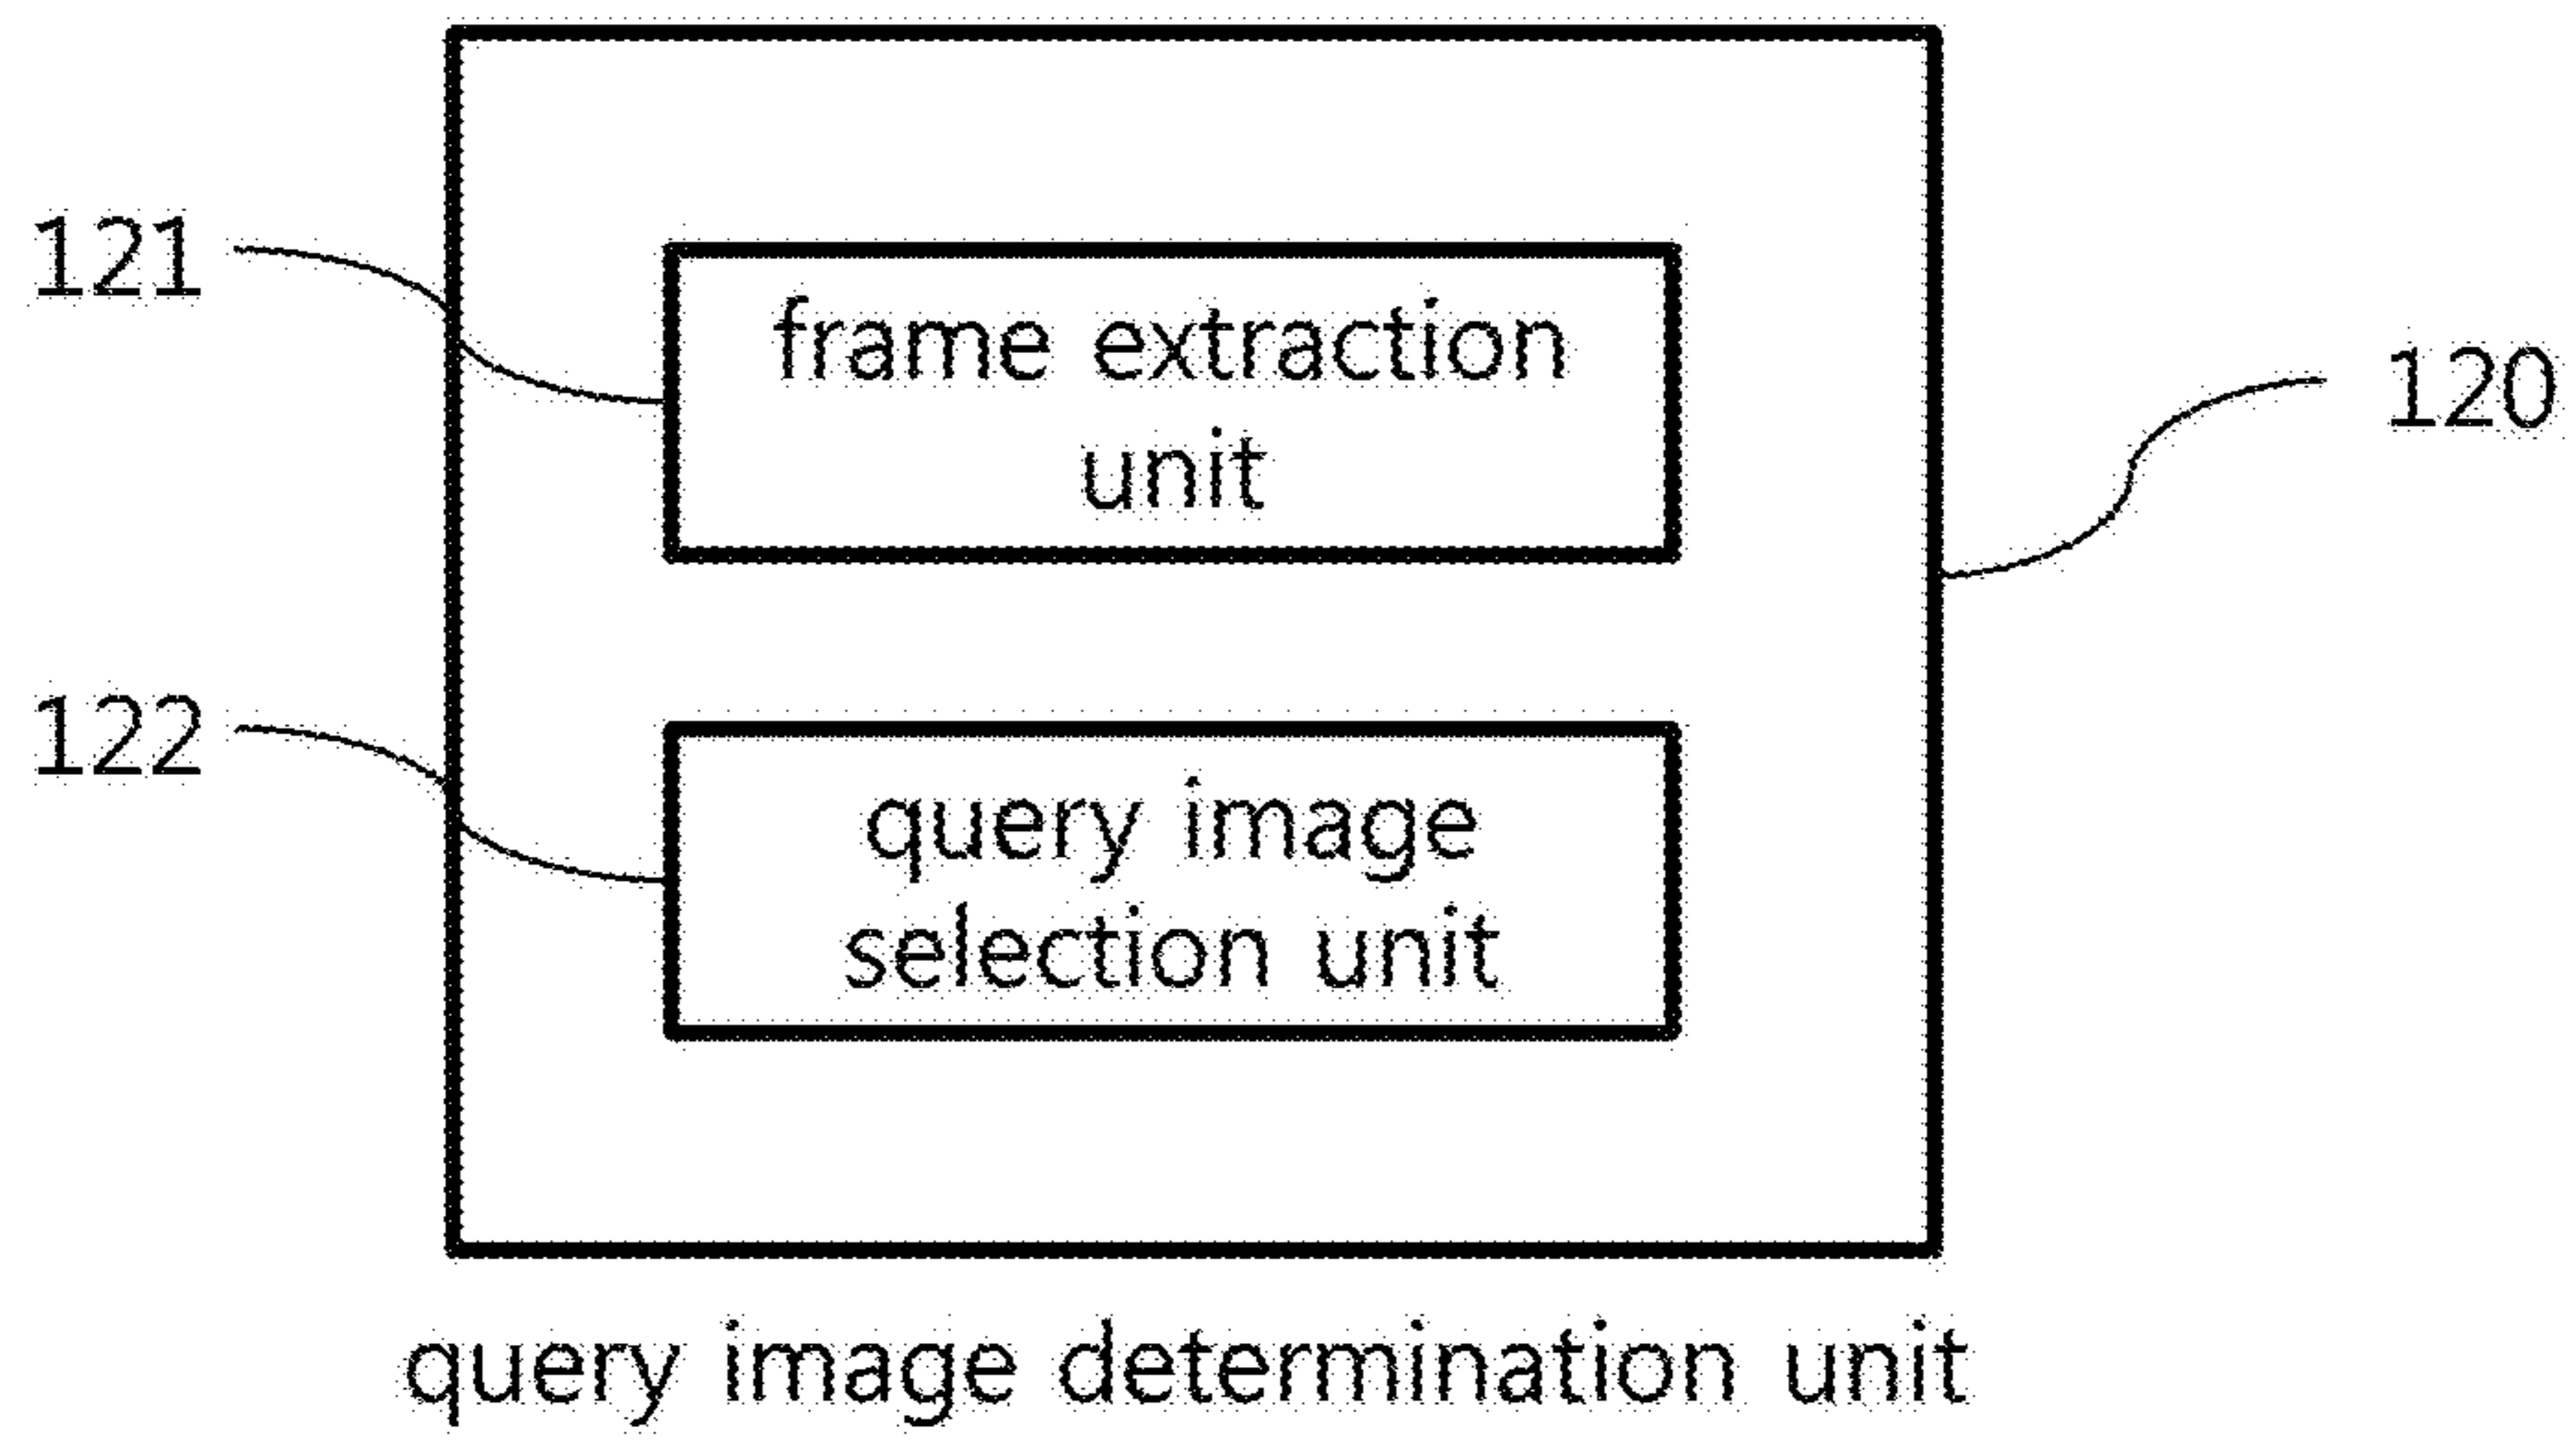 121
frame extraction
unit
120
122
query image
selection unit
query image determination unit